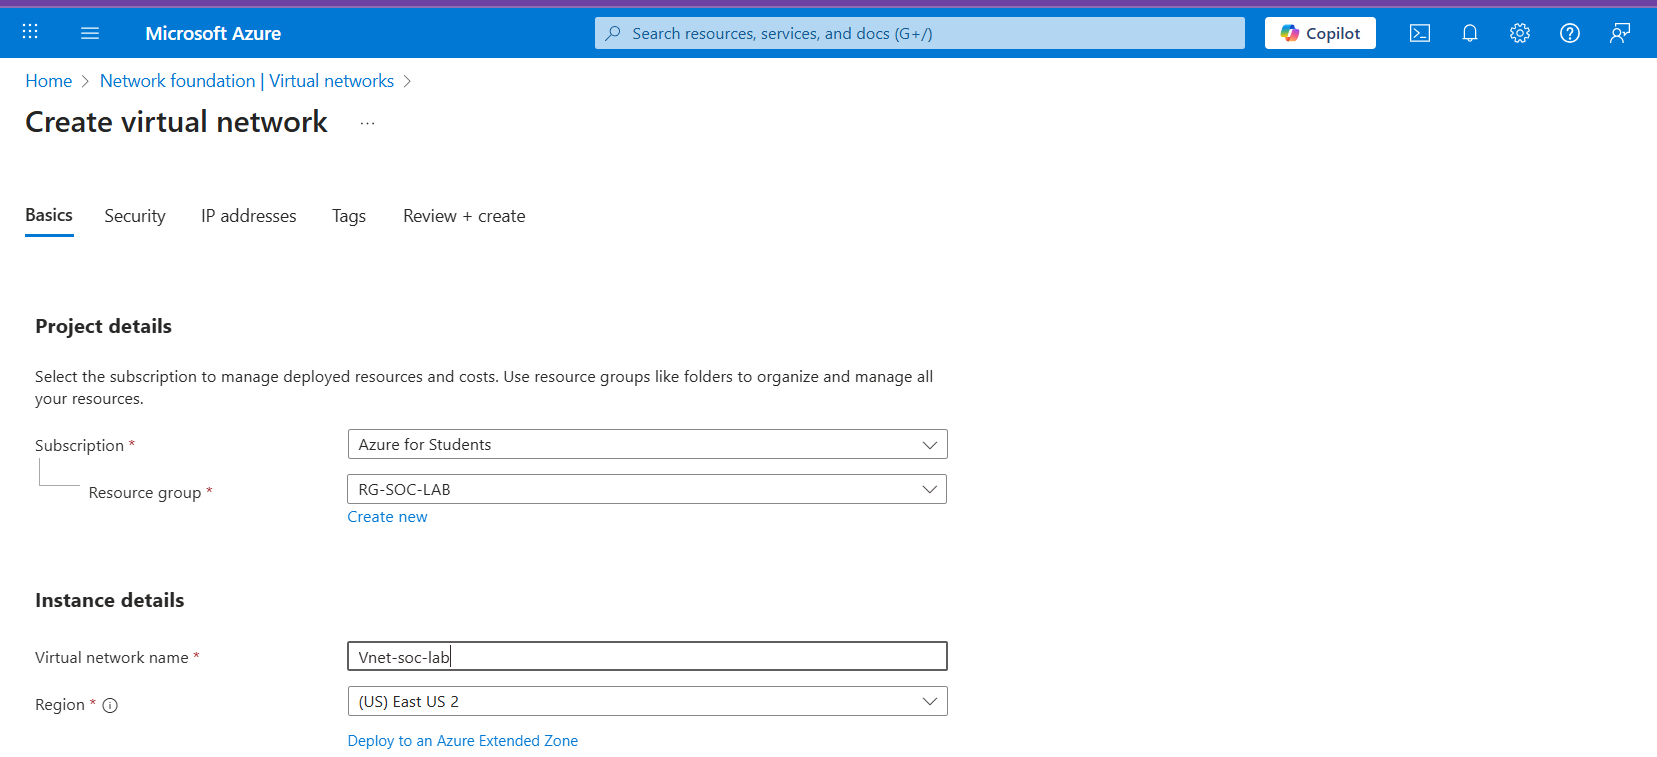 Microsoft Azure
Search resources, services, and docs (G+/)
Copilot
Home > Network foundation | Virtual networks >
Create virtual network ...
Basics Security IP addresses Tags Review + create
Project details
Select the subscription to manage deployed resources and costs. Use resource groups like folders to organize and manage all
your resources.
Subscription * Azure for Students
Resource group * RG-SOC-LAB
Create new
Instance details
Virtual network name * Vnet-soc-lab
Region * (US) East US 2
Deploy to an Azure Extended Zone